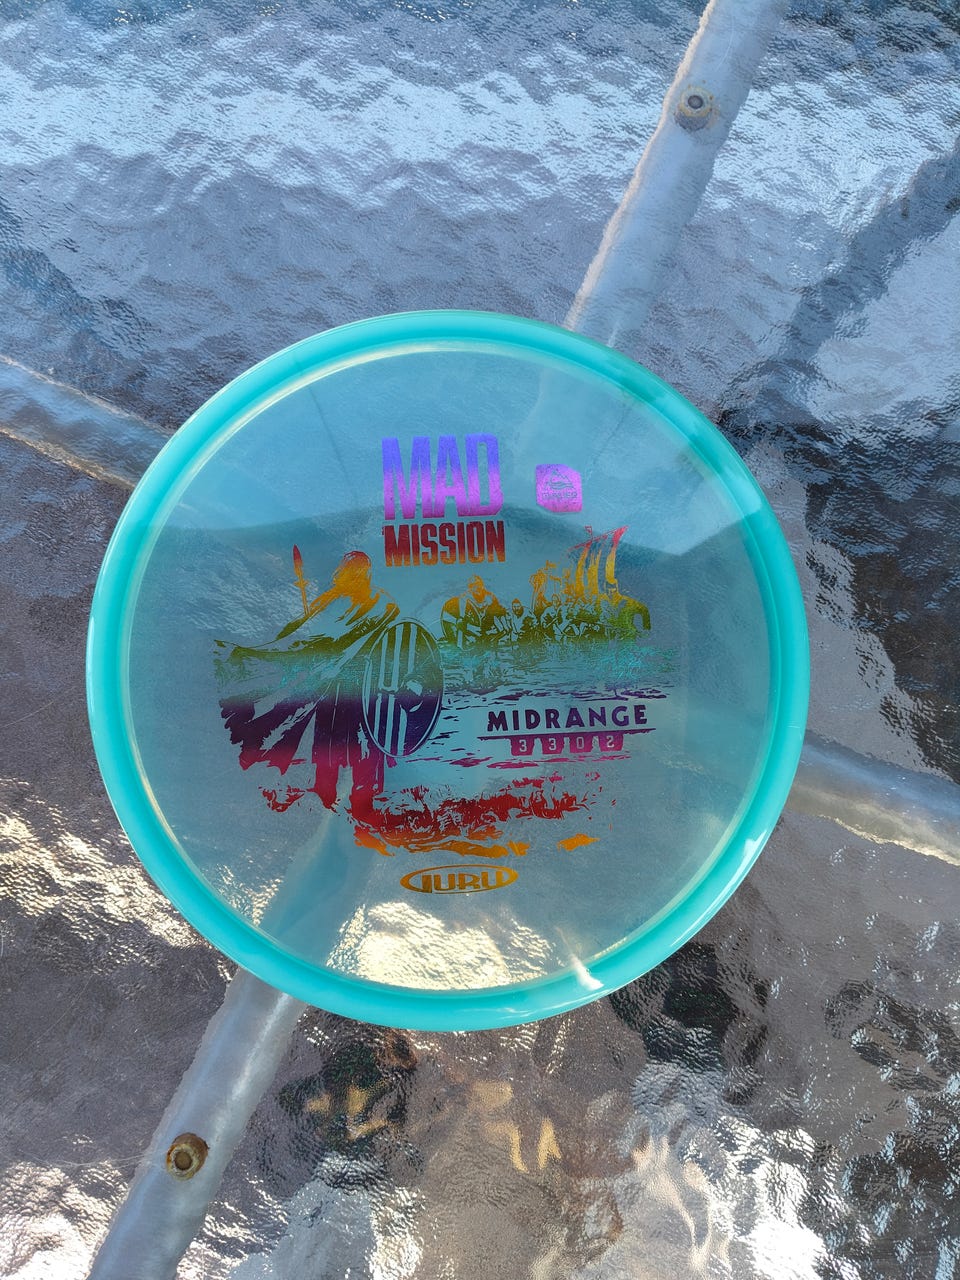 MAD
MISSION
MIDRANGE
3 3 0 2
GURU